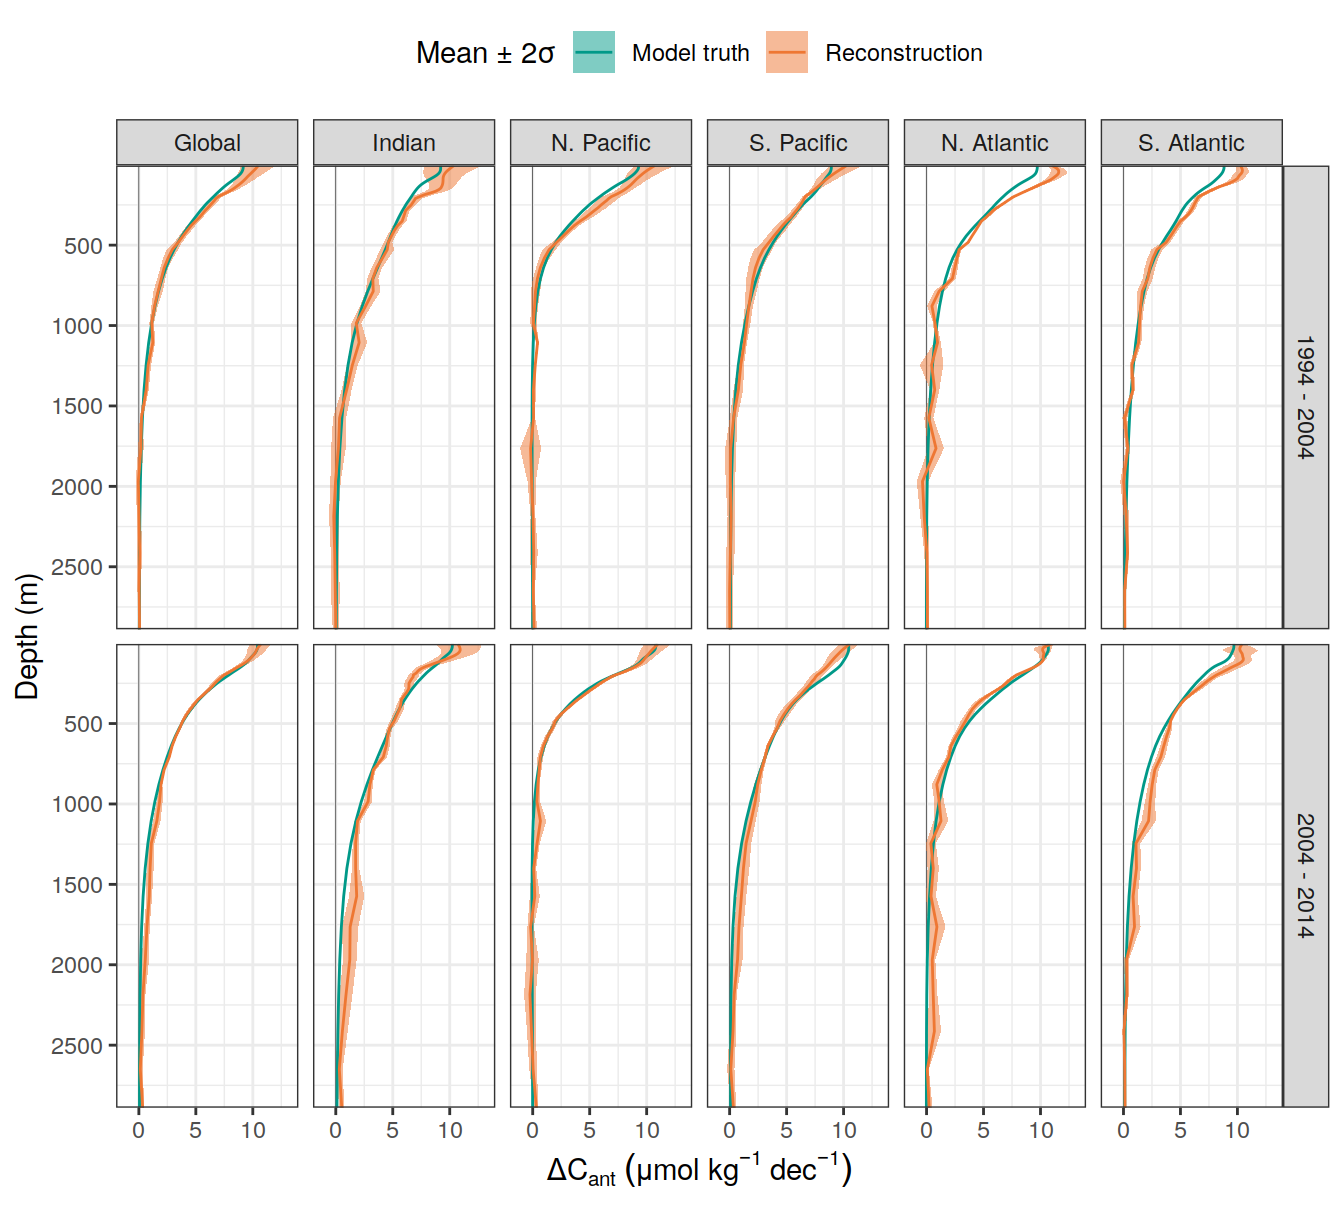 Mean ± 2σ Model truth Reconstruction
Global Indian N. Pacific S. Pacific N. Atlantic S. Atlantic
500
1000
1500
2000
2500
1994 - 2004
500
1000
1500
2000
2500
2004 - 2014
Depth (m)
0 5 10 0 5 10 0 5 10 0 5 10 0 5 10 0 5 10
ΔCant (μmol kg−1 dec−1)